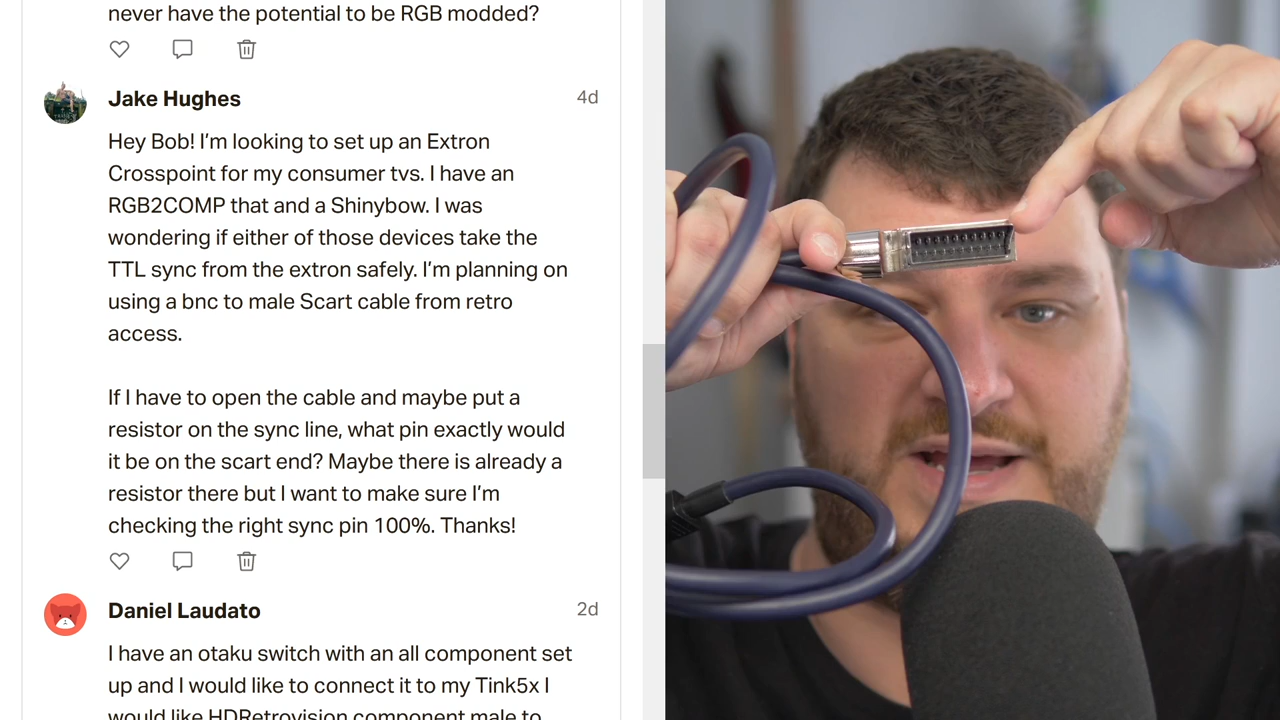 never have the potential to be RGB modded?
Jake Hughes
4d
Hey Bob! I’m looking to set up an Extron
Crosspoint for my consumer tvs. I have an
RGB2COMP that and a Shinybow. I was
wondering if either of those devices take the
TTL sync from the extron safely. I’m planning on
using a bnc to male Scart cable from retro
access.
If I have to open the cable and maybe put a
resistor on the sync line, what pin exactly would
it be on the scart end? Maybe there is already a
resistor there but I want to make sure I’m
checking the right sync pin 100%. Thanks!
Daniel Laudato
2d
I have an otaku switch with an all component set
up and I would like to connect it to my Tink5x I
would like HDRetrovision component male to